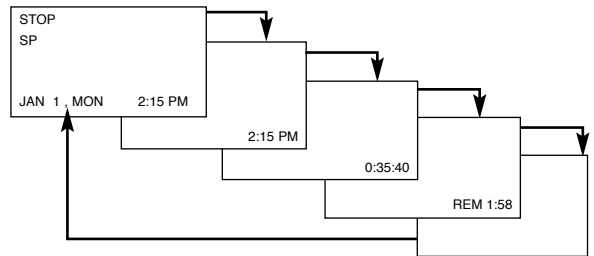 STOP
SP
JAN 1 , MON 2:15 PM
2:15 PM
0:35:40
REM 1:58